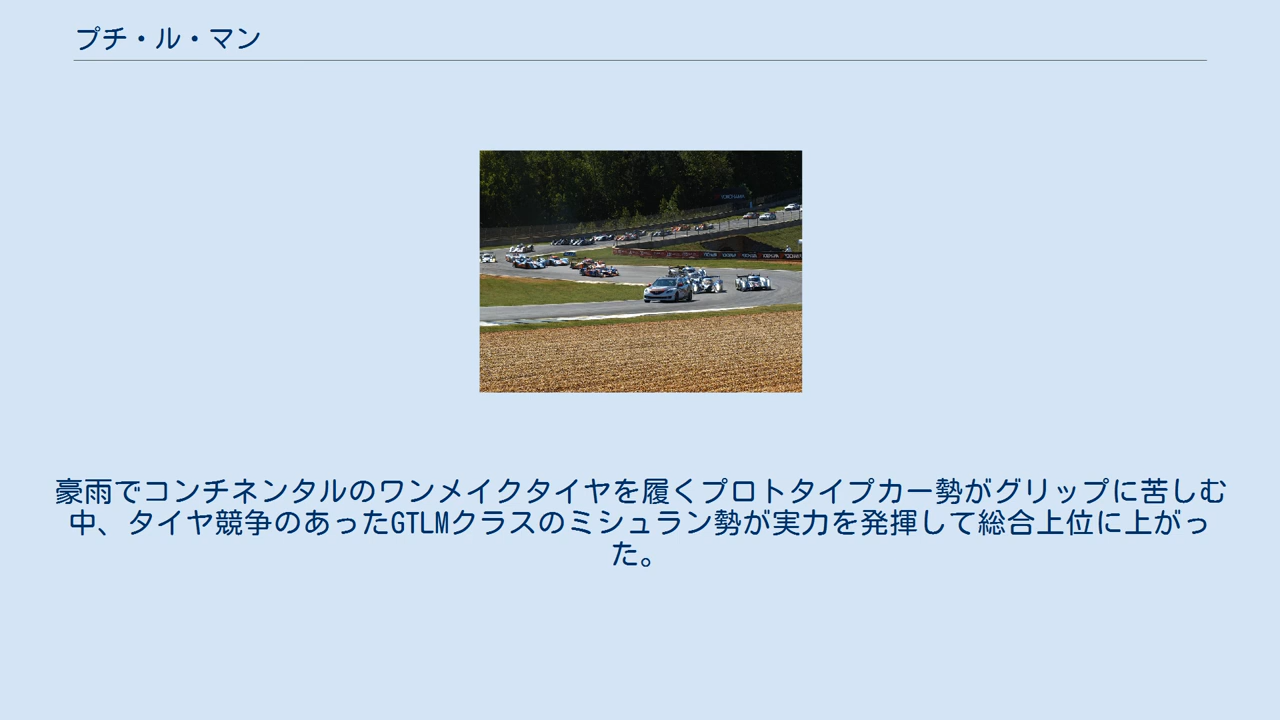 プチ・ル・マン
豪雨でコンチネンタルのワンメイクタイヤを履くプロトタイプカー勢がグリップに苦しむ
中、タイヤ競争のあったGTLMクラスのミシュラン勢が実力を発揮して総合上位に上がっ
た。